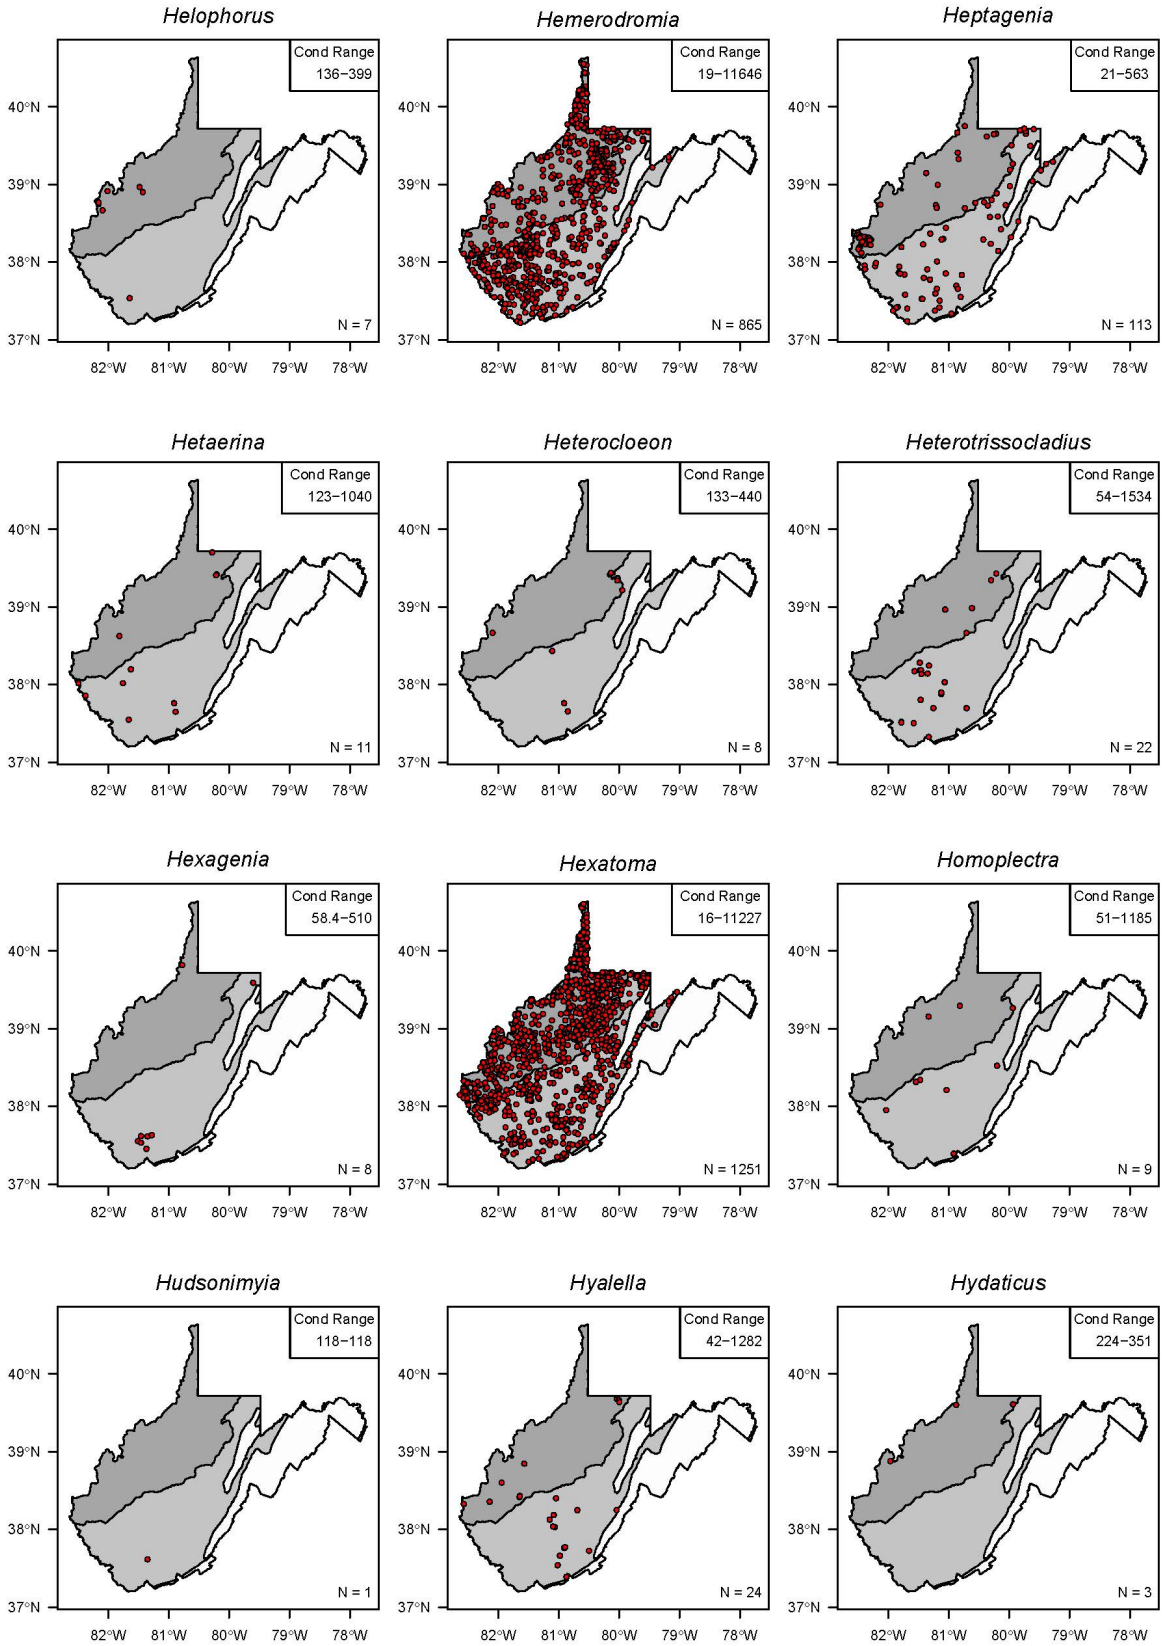 Helophorus
Hemerodromia
Heptagenia
Cond Range
136−399
Cond Range
19−11646
Cond Range
21−563
40°N
39°N
38°N
37°N
40°N
39°N
38°N
37°N
40°N
39°N
38°N
37°N
N = 7
N = 865
N = 113
82°W 81°W 80°W 79°W 78°W
82°W 81°W 80°W 79°W 78°W
82°W 81°W 80°W 79°W 78°W
Hetaerina
Heterocloeon
Heterotrissocladius
Cond Range
123−1040
Cond Range
133−440
Cond Range
54−1534
40°N
39°N
38°N
37°N
40°N
39°N
38°N
37°N
40°N
39°N
38°N
37°N
N = 11
N = 8
N = 22
82°W 81°W 80°W 79°W 78°W
82°W 81°W 80°W 79°W 78°W
82°W 81°W 80°W 79°W 78°W
Hexagenia
Hexatoma
Homoplectra
Cond Range
58.4−510
Cond Range
16−11227
Cond Range
51−1185
40°N
39°N
38°N
37°N
40°N
39°N
38°N
37°N
40°N
39°N
38°N
37°N
N = 8
N = 1251
N = 9
82°W 81°W 80°W 79°W 78°W
82°W 81°W 80°W 79°W 78°W
82°W 81°W 80°W 79°W 78°W
Hudsonimyia
Hyalella
Hydaticus
Cond Range
118−118
Cond Range
42−1282
Cond Range
224−351
40°N
39°N
38°N
37°N
40°N
39°N
38°N
37°N
40°N
39°N
38°N
37°N
N = 1
N = 24
N = 3
82°W 81°W 80°W 79°W 78°W
82°W 81°W 80°W 79°W 78°W
82°W 81°W 80°W 79°W 78°W